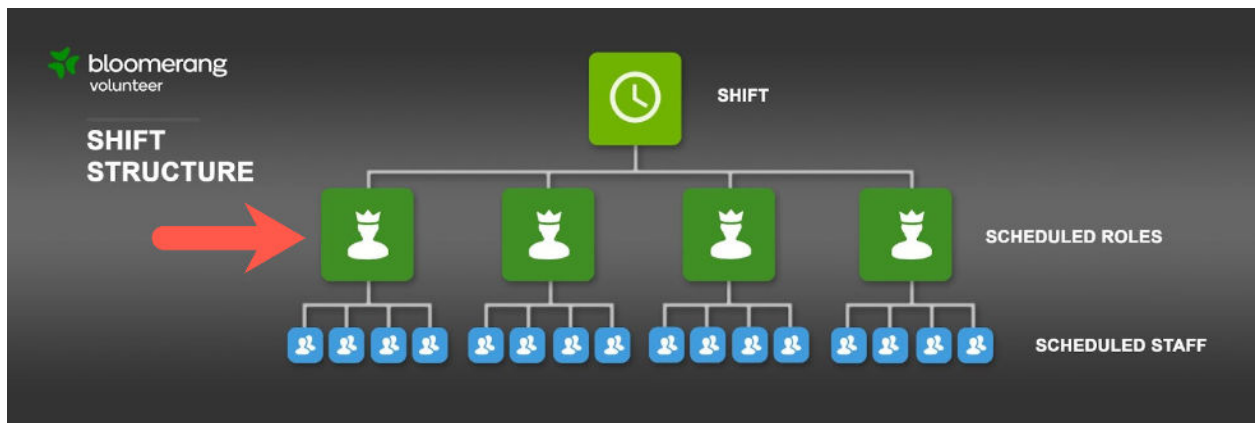 bloomerang
volunteer
SHIFT
STRUCTURE
SHIFT
SCHEDULED ROLES
SCHEDULED STAFF